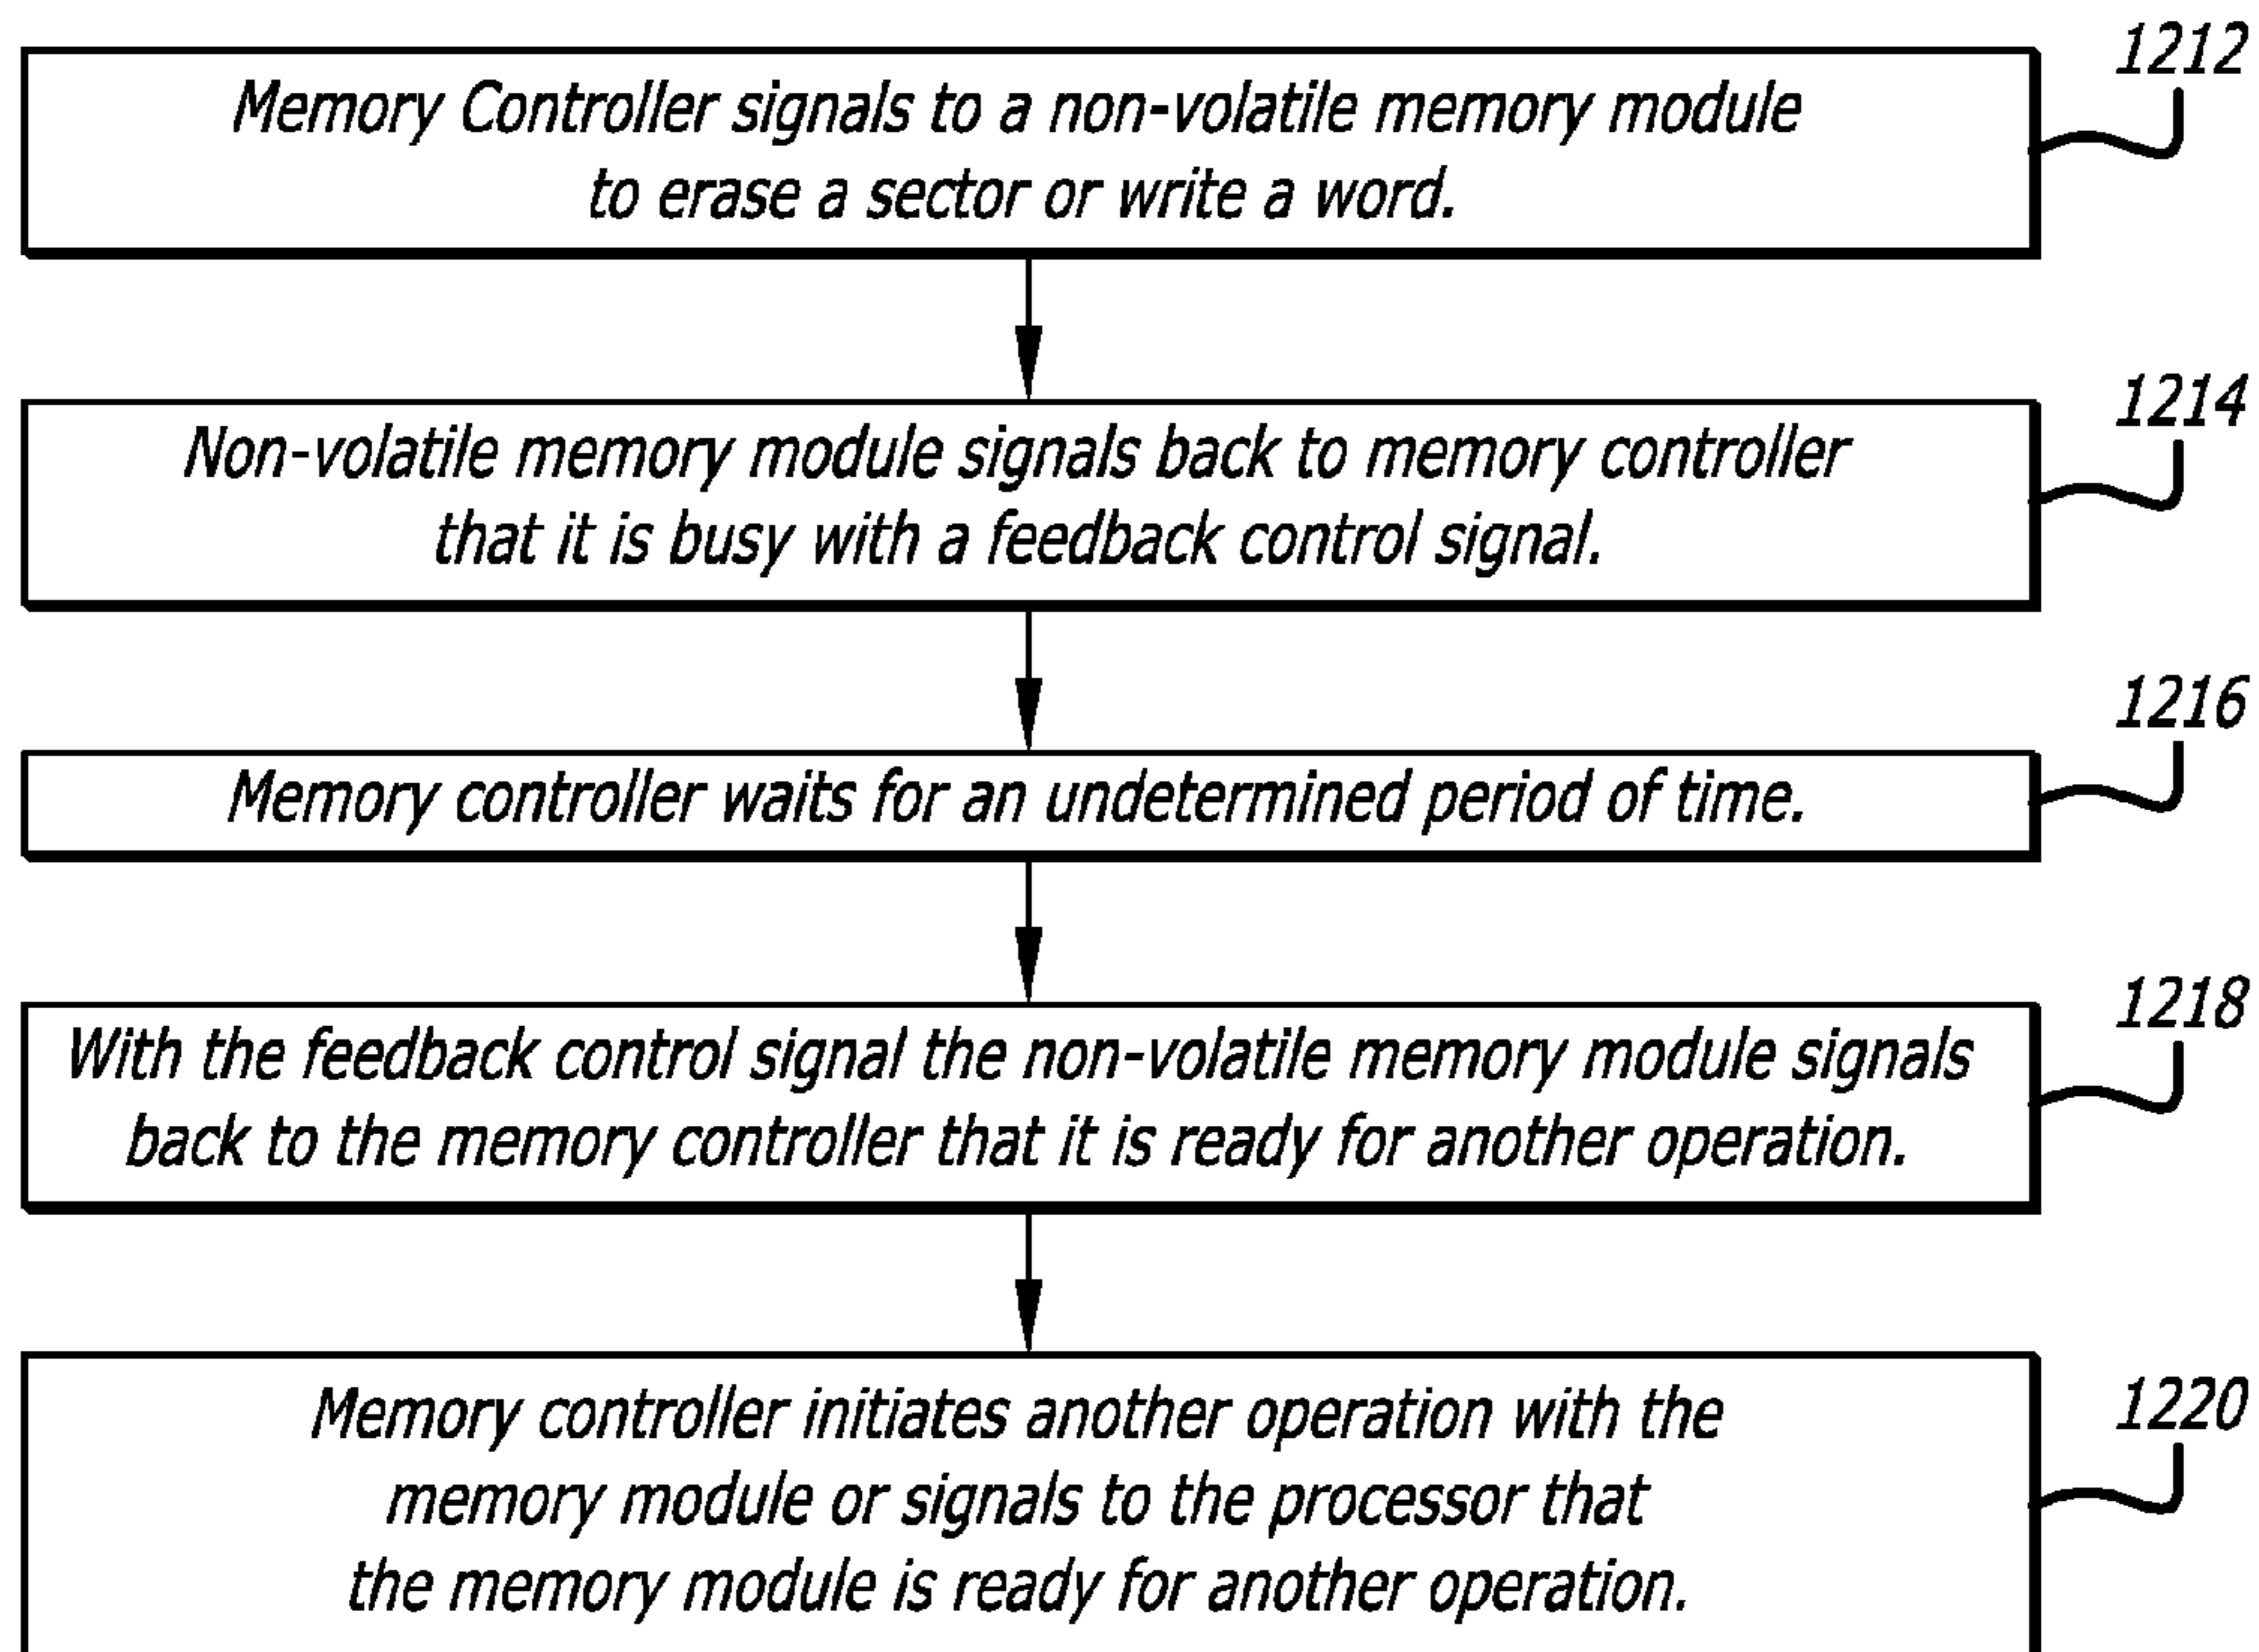 1212
Memory Controller signals to a non-volatile memory module
to erase a sector or write a word.
1214
Non-volatile memory module signals back to memory controller
that it is busy with a feedback control signal.
1216
Memory controller waits for an undetermined period of time.
1218
With the feedback control signal the non-volatile memory module signals
back to the memory controller that it is ready for another operation.
1220
Memory controller initiates another operation with the
memory module or signals to the processor that
the memory module is ready for another operation.